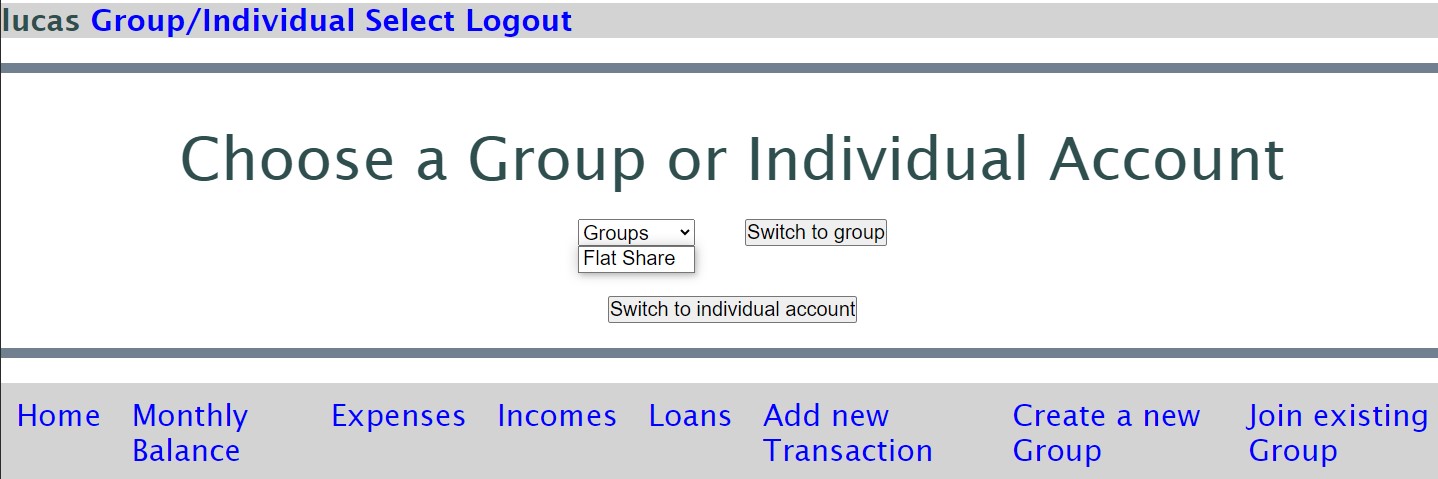 lucas Group/Individual Select Logout
Choose a Group or Individual Account
Groups Switch to group
Flat Share
Switch to individual account
Home Monthly Balance Expenses Incomes Loans Add new Transaction Create a new Group Join existing Group